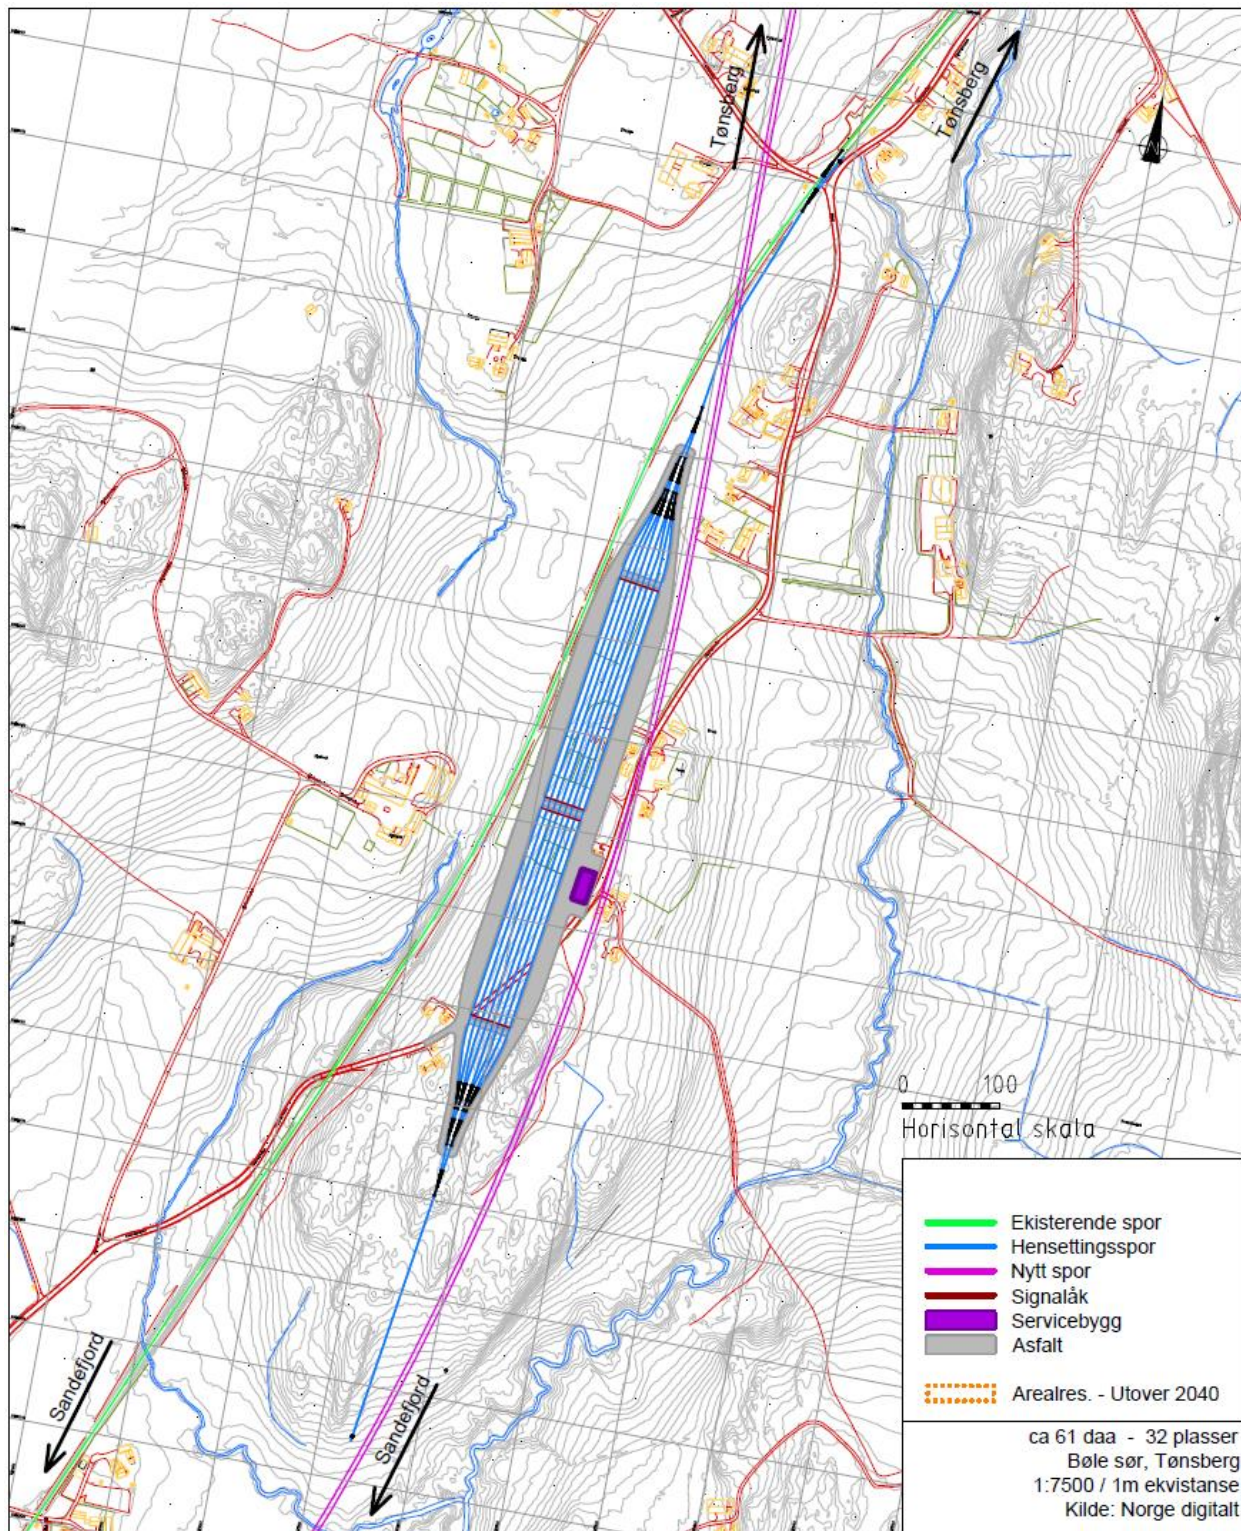 Tønsberg
Tønsberg
0 100
Horisontal skala
Ekisterende spor
Hensettingsspor
Nytt spor
Signalåk
Servicebygg
Asfalt
Arealres. - Utover 2040
Sandefjord
Sandefjord
ca 61 daa - 32 plasser
Bøle sør, Tønsberg
1:7500 / 1m ekvistanse
Kilde: Norge digitalt